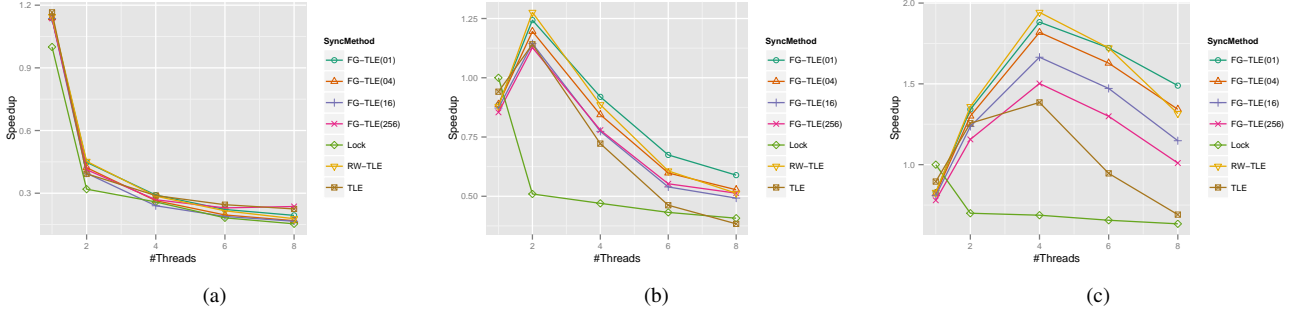 1.2
0.9
0.6
0.3
Speedup
2
4
6
8
#Threads
SyncMethod
FG−TLE(01)
FG−TLE(04)
FG−TLE(16)
FG−TLE(256)
Lock
RW−TLE
TLE
(a)
1.25
1.00
0.75
0.50
Speedup
2
4
6
8
#Threads
SyncMethod
FG−TLE(01)
FG−TLE(04)
FG−TLE(16)
FG−TLE(256)
Lock
RW−TLE
TLE
(b)
2.0
1.5
1.0
Speedup
2
4
6
8
#Threads
SyncMethod
FG−TLE(01)
FG−TLE(04)
FG−TLE(16)
FG−TLE(256)
Lock
RW−TLE
TLE
(c)